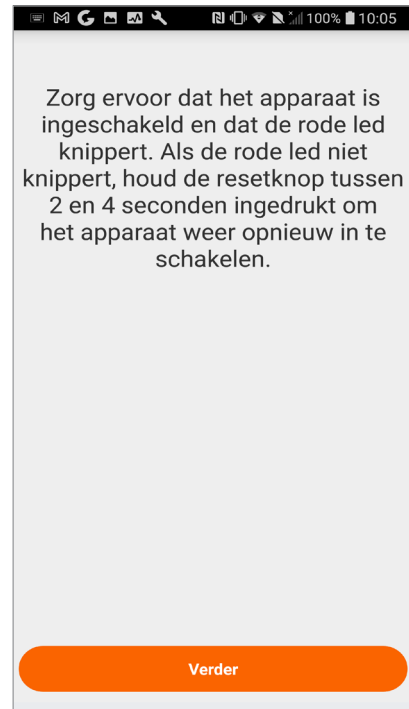 100% 10:05
Zorg ervoor dat het apparaat is
ingeschakeld en dat de rode led
knippert. Als de rode led niet
knippert, houd de resetknop tussen
2 en 4 seconden ingedrukt om
het apparaat weer opnieuw in te
schakelen.
Verder